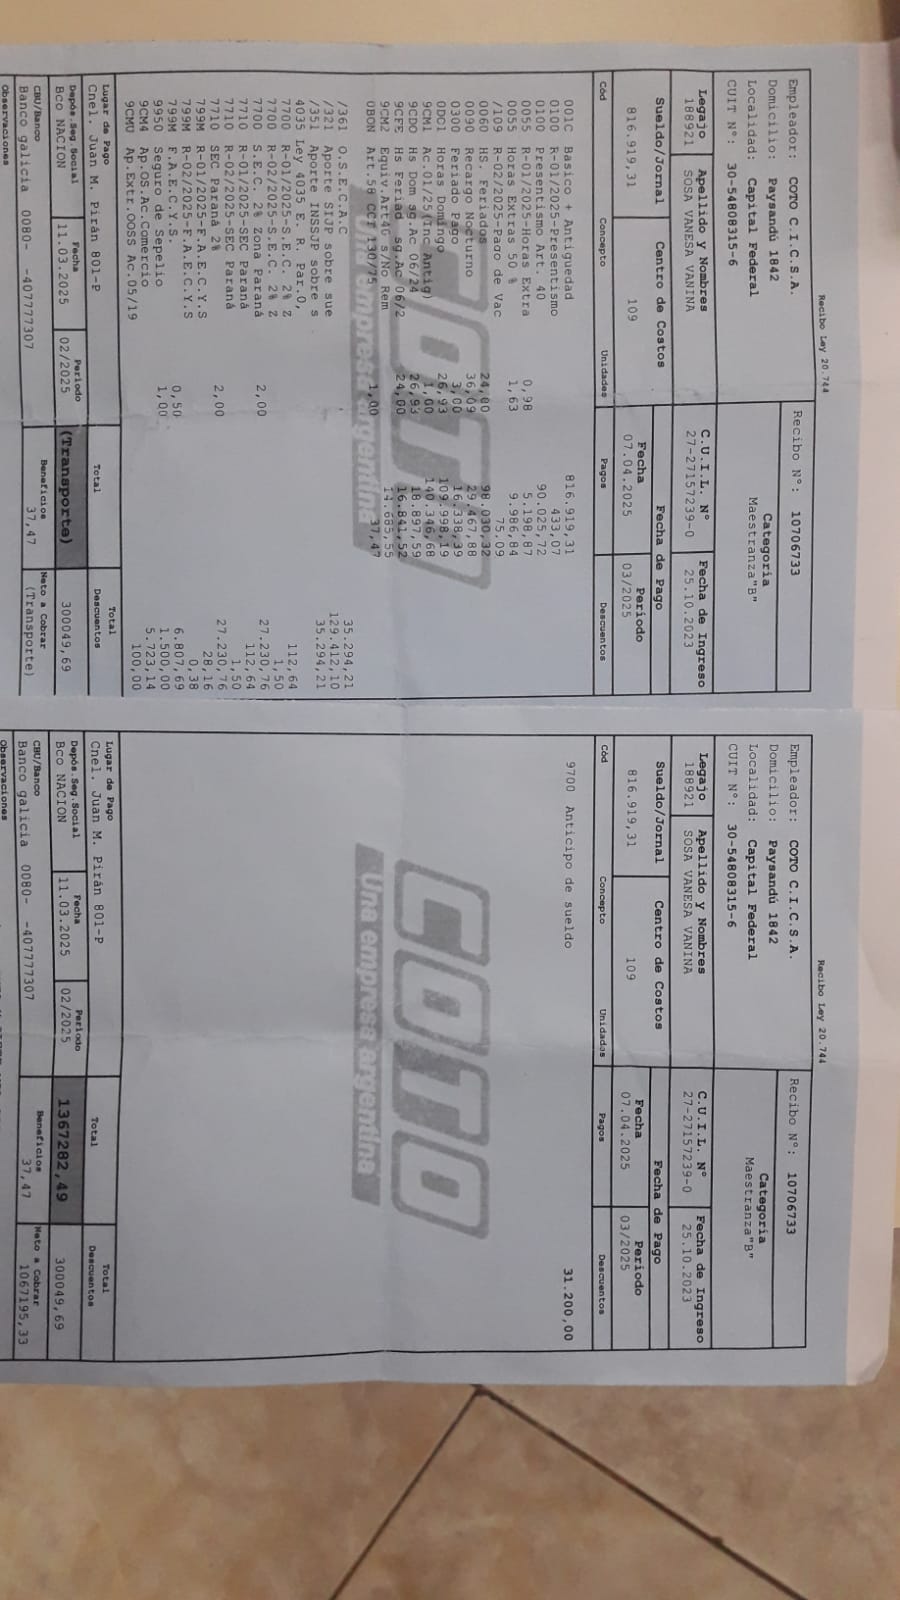 Recibo Ley 20.744
Empleador: COTO C.I.C.S.A.
Recibo N°: 10706733
Domicilio: Paysandú 1842
Localidad: Capital Federal
CUIT N°: 30-54808315-6
Categoría
Maestranza"B"
Legajo Apellido y Nombres C.U.I.L. N° Fecha de Ingreso
188921 SOSA VANESA VANINA 27-27157239-0 25.10.2023
Sueldo/Jornal Centro de Costos Fecha de Pago
Fecha Período
816.919,31 109 07.04.2025 03/2025
Cód Concepto Unidades Pagos Descuentos
001C Basico + Antiguedad 816.919,31
0100 R-01/2025-Presentismo 433,07
0100 Presentismo Art. 40 90.025,72
0055 R-01/2025-Horas Extra 0,98 5.198,87
0055 Horas Extras 50 % 1,63 9.986,84
/109 R-02/2025-Pago de Vac 75,09
0060 HS. Feriados 24,00 98.030,32
0090 Recargo Nocturno 36,09 29.467,88
0300 Feriado Pago 3,00 16.338,39
0DO1 Horas Domingo 26,93 109.998,19
9CM1 Ac.01/25(Inc Antig) 1,00 140.346,68
9CDO Hs Dom sg.Ac 06/24 26,93 18.897,59
9CFE Hs Feriad sg.Ac 06/2 24,00 16.841,52
9CM2 Equiv.Art4G s/No Rem 14.685,55
0BON Art.58 CCT 130/75 1,00 37,47
/361 O.S.E.C.A.C 35.294,21
/321 Aporte SIJP sobre sue 129.412,10
/351 Aporte INSSJP sobre s 35.294,21
4035 Ley 4035 E. R. Par.O,
7700 R-01/2025-S.E.C. 2% Z 112,64
7700 R-02/2025-S.E.C. 2% Z 1,50
7700 S.E.C. 2% Zona Paraná 2,00 27.230,76
7710 R-01/2025-SEC Paraná 112,64
7710 R-02/2025-SEC Paraná 1,50
7710 SEC Paraná 2% 2,00 27.230,76
799M R-01/2025-F.A.E.C.Y.S 28,16
799M R-02/2025-F.A.E.C.Y.S 0,38
799M F.A.E.C.Y.S. 0,50 6.807,69
9950 Seguro de Sepelio 1,00 1.500,00
9CM4 Ap.OS.Ac.Comercio 5.723,14
9CMU Ap.Extr.OOSS Ac.05/19 100,00
COTO
Una empresa argentina
Lugar de Pago Total Total Descuentos
Cnel. Juan M. Pirán 801-P
Depós.Seg.Social Fecha Período
Bco NACION 11.03.2025 02/2025 (Transporte) 300049,69
CBU/Banco Beneficios Neto a Cobrar
Banco galicia 0080- -407777307 37,47 (Transporte)
Observaciones
Recibo Ley 20.744
Empleador: COTO C.I.C.S.A.
Recibo N°: 10706733
Domicilio: Paysandú 1842
Localidad: Capital Federal
CUIT N°: 30-54808315-6
Categoría
Maestranza"B"
Legajo Apellido y Nombres C.U.I.L. N° Fecha de Ingreso
188921 SOSA VANESA VANINA 27-27157239-0 25.10.2023
Sueldo/Jornal Centro de Costos Fecha de Pago
Fecha Período
816.919,31 109 07.04.2025 03/2025
Cód Concepto Unidadas Pagos Descuentos
9700 Anticipo de sueldo 31.200,00
COTO
Una empresa argentina
Lugar de Pago Total Total Descuentos
Cnel. Juan M. Pirán 801-P
Depós.Seg.Social Fecha Período
Bco NACION 11.03.2025 02/2025 1367282,49 300049,69
CBU/Banco Beneficios Neto a Cobrar
Banco galicia 0080- -407777307 37,47 1067195,33
Observaciones